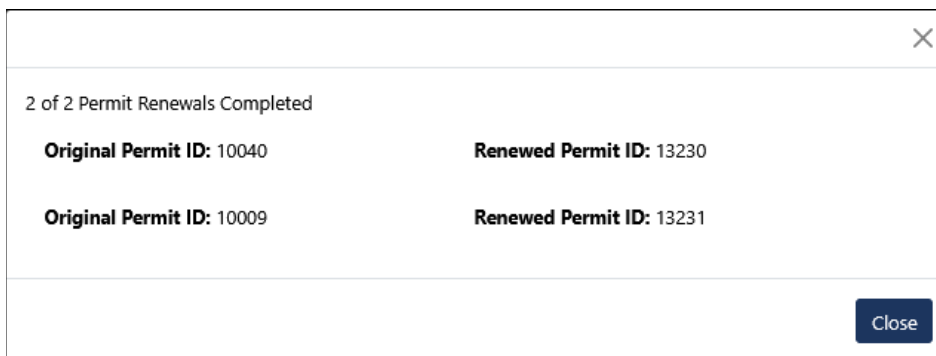 2 of 2 Permit Renewals Completed
Original Permit ID: 10040 Renewed Permit ID: 13230
Original Permit ID: 10009 Renewed Permit ID: 13231
Close